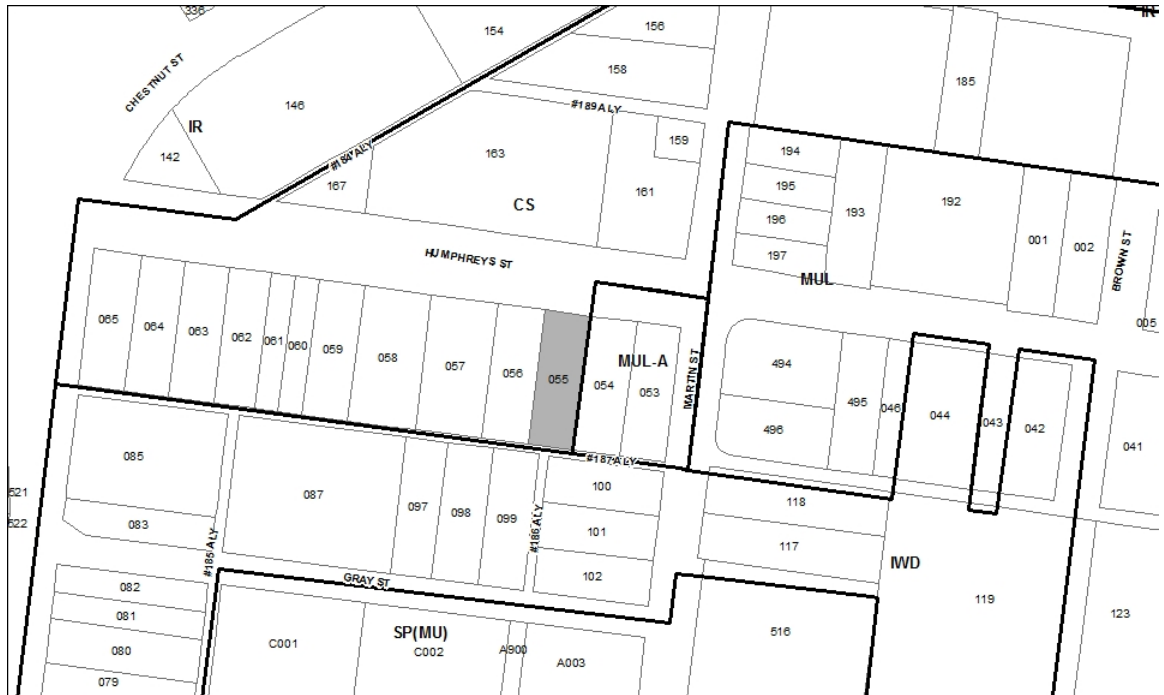 336
IR
154
156
CHESTNUT ST
158
185
146
#189 ALY
IR
159
194
163
142
#184 ALY
195
167
161
192
193
CS
196
001
002
197
HUMPHREYS ST
BROWN ST
MUL
005
065
064
063
062
061
060
059
058
057
056
055
054
MUL-A
053
MARTIN ST
494
495
046
044
043
042
496
041
085
#187 ALY
087
100
521
097
098
099
118
522
083
#185 ALY
#186 ALY
101
117
IWD
082
GRAY ST
102
119
081
123
SP(MU)
516
080
C001
C002
A900
A003
079